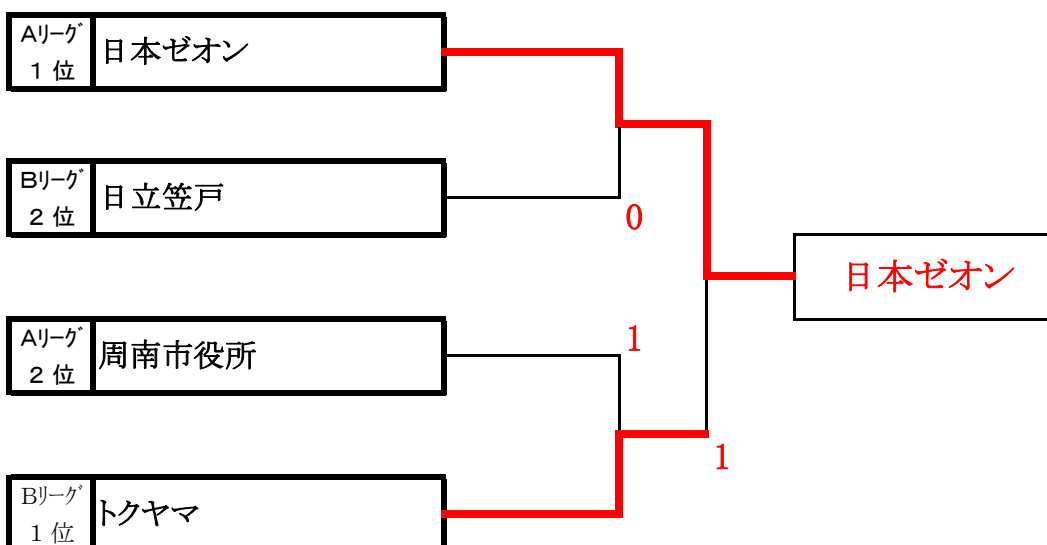 Aﾘｰｸﾞ
1 位
日本ゼオン
Bﾘｰｸﾞ
2 位
日立笠戸
0
日本ゼオン
Aﾘｰｸﾞ
2 位
周南市役所
1
1
Bﾘｰｸﾞ
1 位
トクヤマ